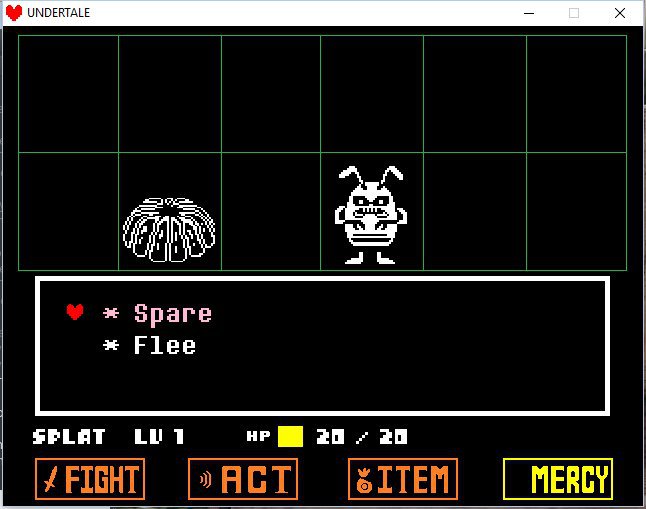 UNDERTALE
* Spare
* Flee
SPLAT LV 1 HP 20 / 20
FIGHT ACT ITEM MERCY